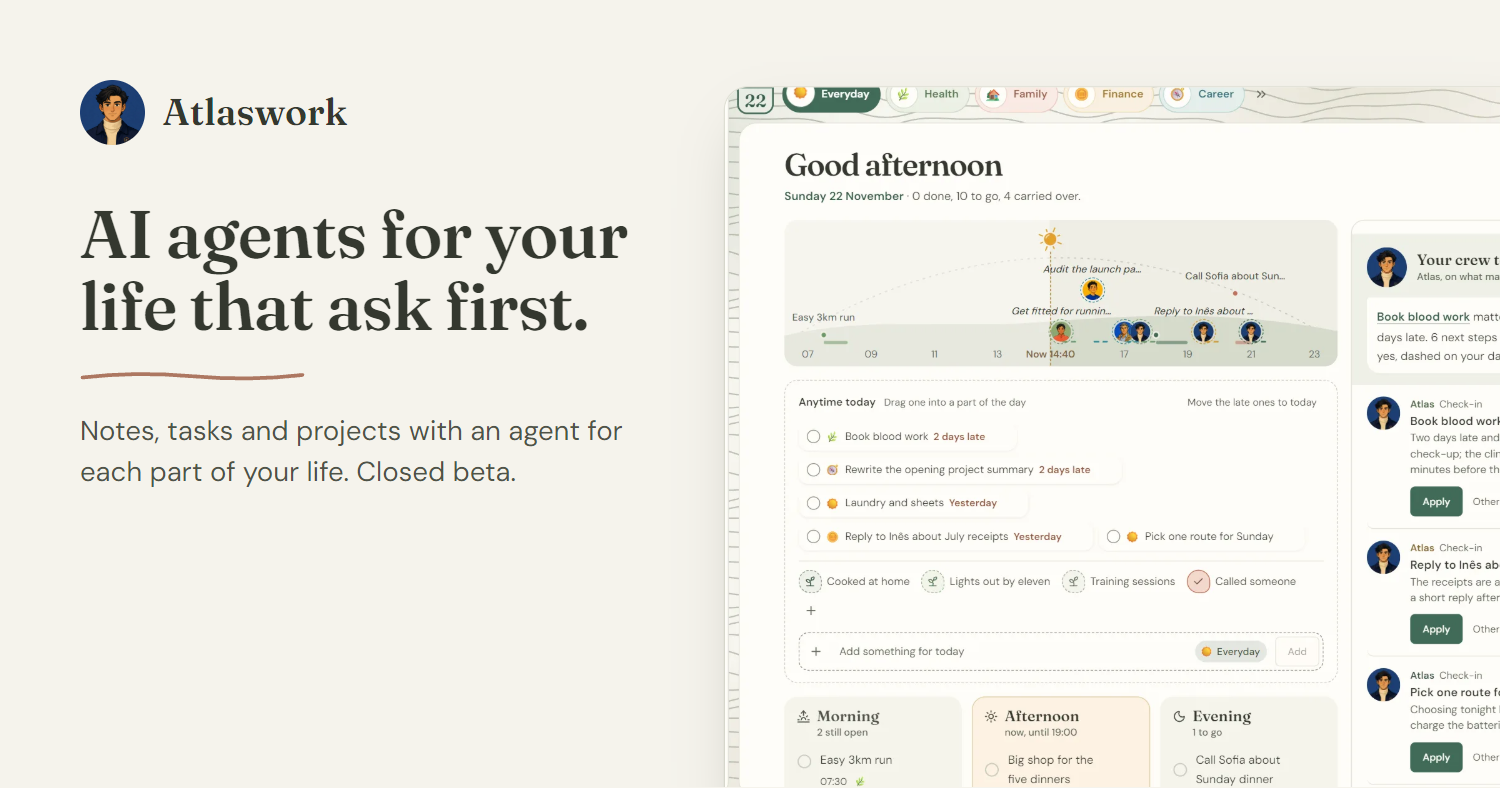 Atlaswork
AI agents for your
life that ask first.
Notes, tasks and projects with an agent for
each part of your life. Closed beta.
22
Everyday
Health
Family
Finance
Career
»
Good afternoon
Sunday 22 November · 0 done, 10 to go, 4 carried over.
Audit the launch pa...
Call Sofia about Sun...
Easy 3km run
Get fitted for runnin...
Reply to Inês about ...
07 09 11 13 Now 14:40 17 19 21 23
Anytime today Drag one into a part of the day Move the late ones to today
Book blood work 2 days late
Rewrite the opening project summary 2 days late
Laundry and sheets Yesterday
Reply to Inês about July receipts Yesterday
Pick one route for Sunday
Cooked at home
Lights out by eleven
Training sessions
Called someone
+
+ Add something for today Everyday Add
Morning
2 still open
Easy 3km run
07:30
Afternoon
now, until 19:00
Big shop for the
five dinners
Evening
1 to go
Call Sofia about
Sunday dinner
Your crew t
Atlas, on what ma
Book blood work matt
days late. 6 next steps
yes, dashed on your da
Atlas Check-in
Book blood work
Two days late and
check-up; the clin
minutes before th
Apply Other
Atlas Check-in
Reply to Inês ab
The receipts are a
a short reply after
Apply Other
Atlas Check-in
Pick one route fo
Choosing tonight l
charge the batteri
Apply Other